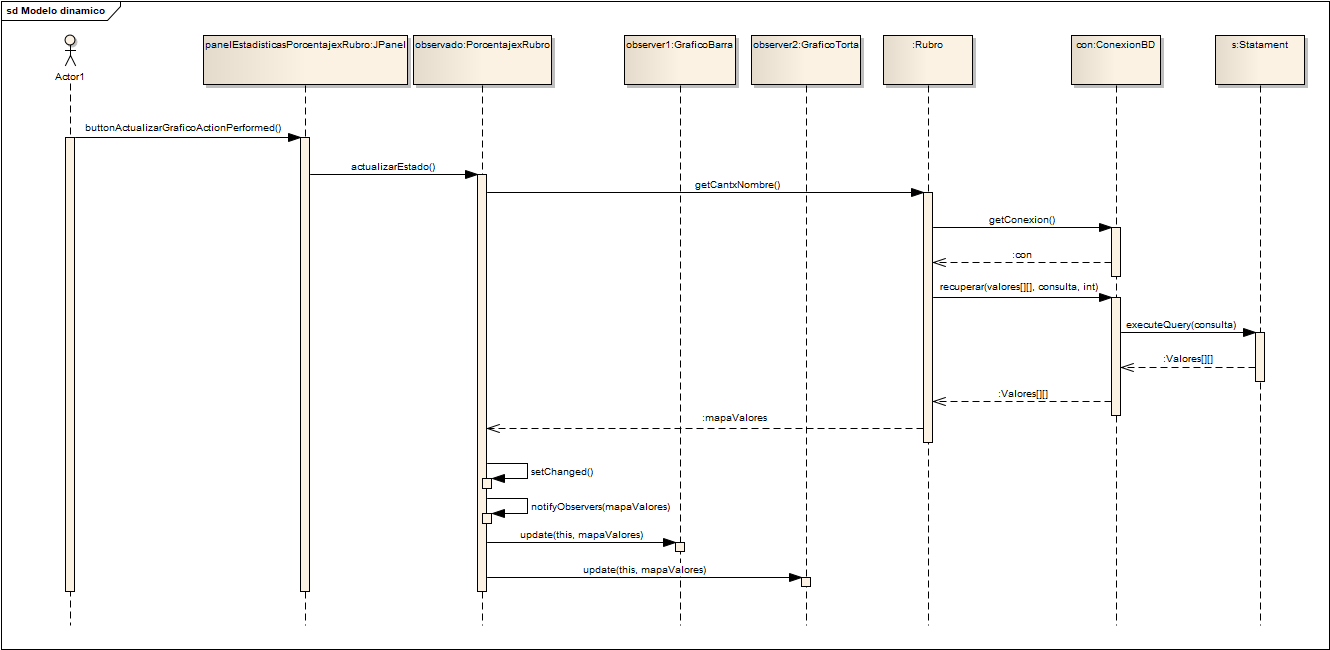 sd Modelo dinamico
Actor1
panelEstadisticasPorcentajexRubro:JPanel
observado:PorcentajexRubro
observer1:GraficoBarra
observer2:GraficoTorta
:Rubro
con:ConexionBD
s:Statament
buttonActualizarGraficoActionPerformed()
actualizarEstado()
getCantxNombre()
getConexion()
:con
recuperar(valores[][], consulta, int)
executeQuery(consulta)
:Valores[][]
:Valores[][]
:mapaValores
setChanged()
notifyObservers(mapaValores)
update(this, mapaValores)
update(this, mapaValores)